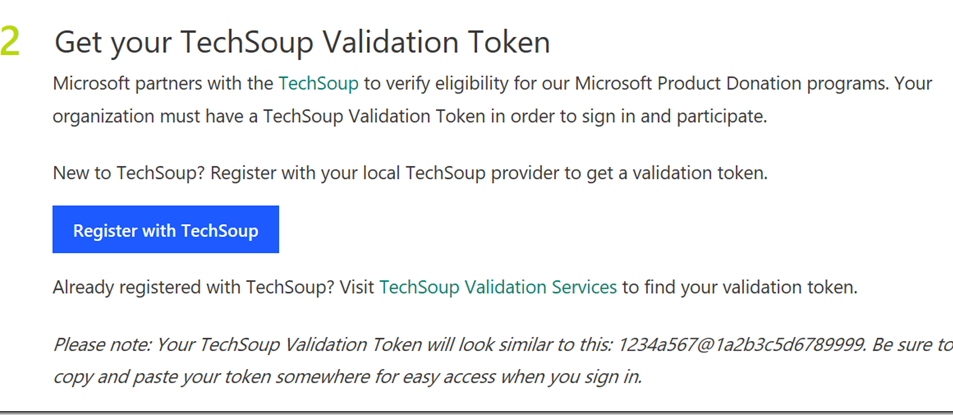 2 Get your TechSoup Validation Token
Microsoft partners with the TechSoup to verify eligibility for our Microsoft Product Donation programs. Your
organization must have a TechSoup Validation Token in order to sign in and participate.
New to TechSoup? Register with your local TechSoup provider to get a validation token.
Register with TechSoup
Already registered with TechSoup? Visit TechSoup Validation Services to find your validation token.
Please note: Your TechSoup Validation Token will look similar to this: 1234a567@1a2b3c5d6789999. Be sure to
copy and paste your token somewhere for easy access when you sign in.